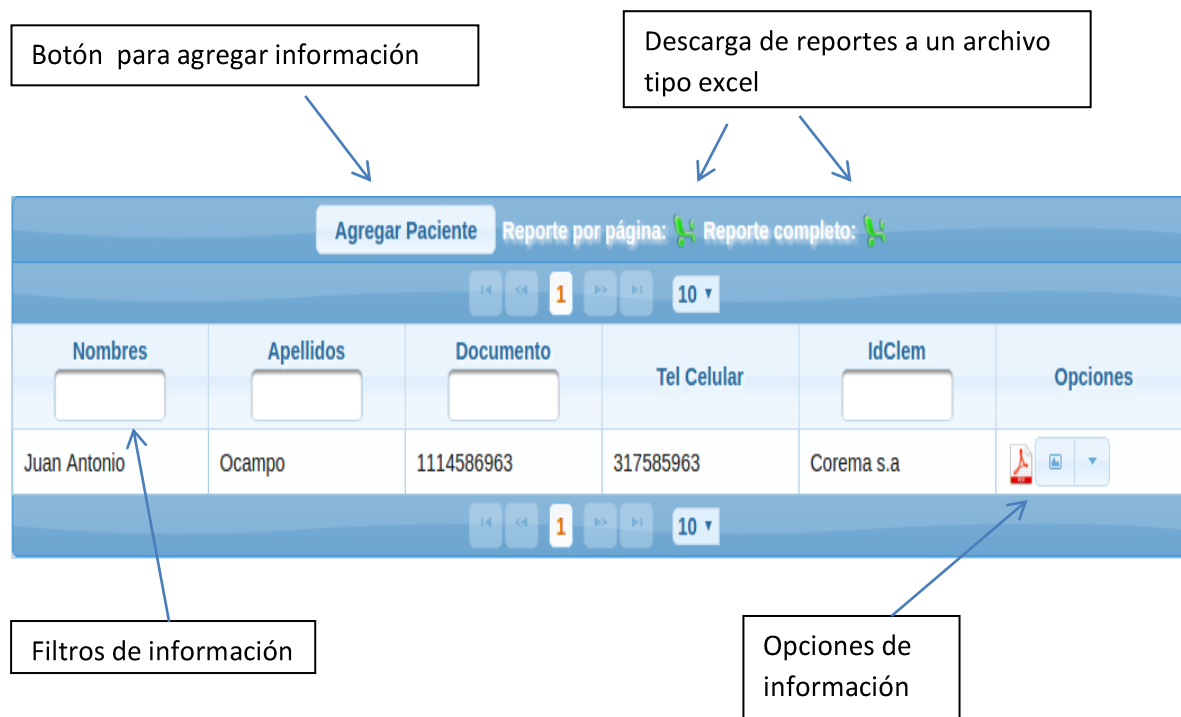 Botón para agregar información
Descarga de reportes a un archivo
tipo excel
Agregar Paciente Reporte por página: Reporte completo:
1 10
Nombres Apellidos Documento Tel Celular IdClem Opciones
Juan Antonio Ocampo 1114586963 317585963 Corema s.a
1 10
Filtros de información
Opciones de
información